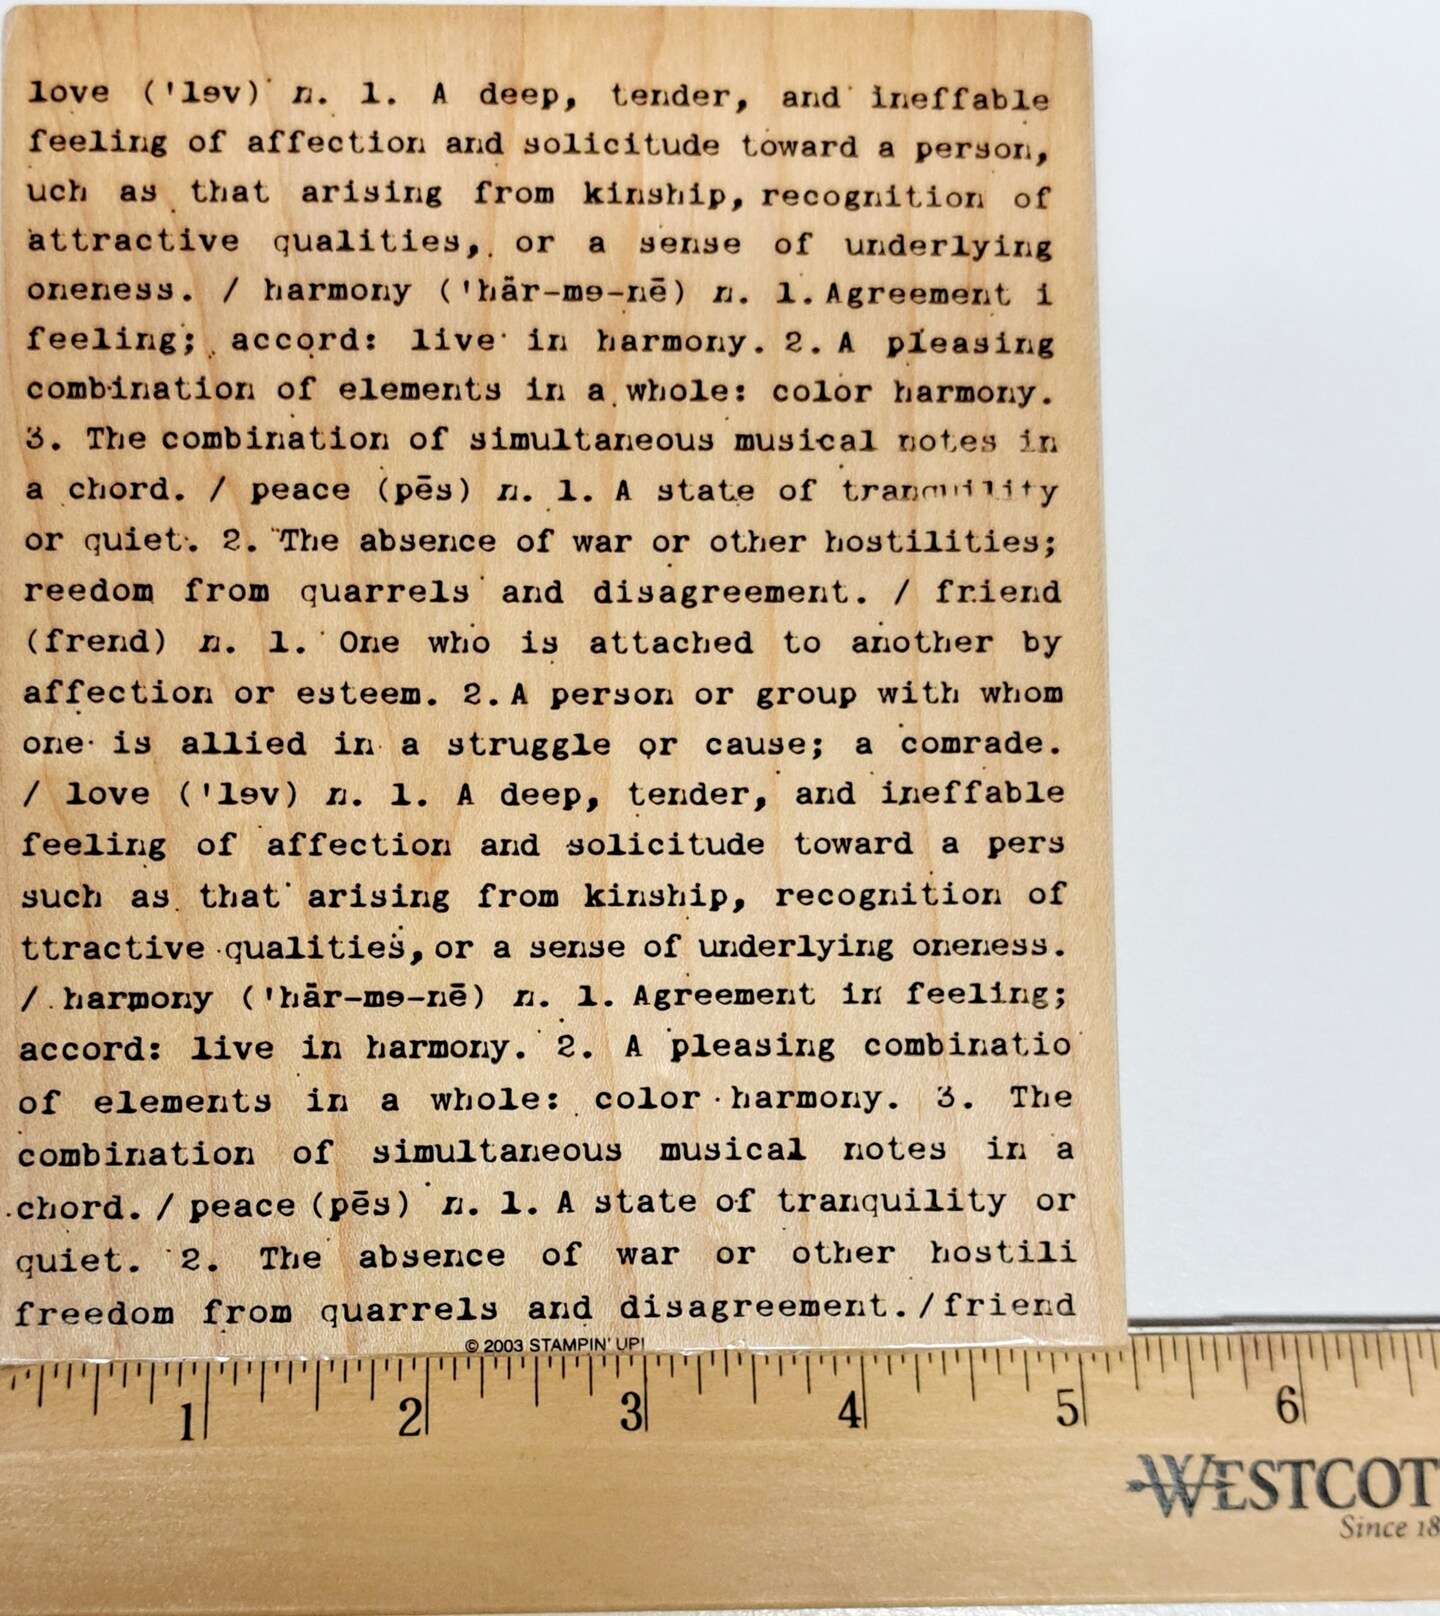 love ('ləv) n. 1. A deep, tender, and ineffable
feeling of affection and solicitude toward a person,
uch as that arising from kinship, recognition of
attractive qualities, or a sense of underlying
oneness. / harmony ('här-mə-nē) n. 1. Agreement i
feeling; accord: live in harmony. 2. A pleasing
combination of elements in a whole: color harmony.
3. The combination of simultaneous musical notes in
a chord. / peace (pēs) n. 1. A state of tranquility
or quiet. 2. The absence of war or other hostilities;
reedom from quarrels and disagreement. / friend
(frend) n. 1. One who is attached to another by
affection or esteem. 2. A person or group with whom
one is allied in a struggle or cause; a comrade.
/ love ('ləv) n. 1. A deep, tender, and ineffable
feeling of affection and solicitude toward a pers
such as that arising from kinship, recognition of
ttractive qualities, or a sense of underlying oneness.
/ harmony ('här-mə-nē) n. 1. Agreement in feeling;
accord: live in harmony. 2. A pleasing combinatio
of elements in a whole: color harmony. 3. The
combination of simultaneous musical notes in a
chord. / peace (pēs) n. 1. A state of tranquility or
quiet. 2. The absence of war or other hostili
freedom from quarrels and disagreement. / friend
© 2003 STAMPIN' UP!
1 2 3 4 5 6
WESTCOT
Since 18